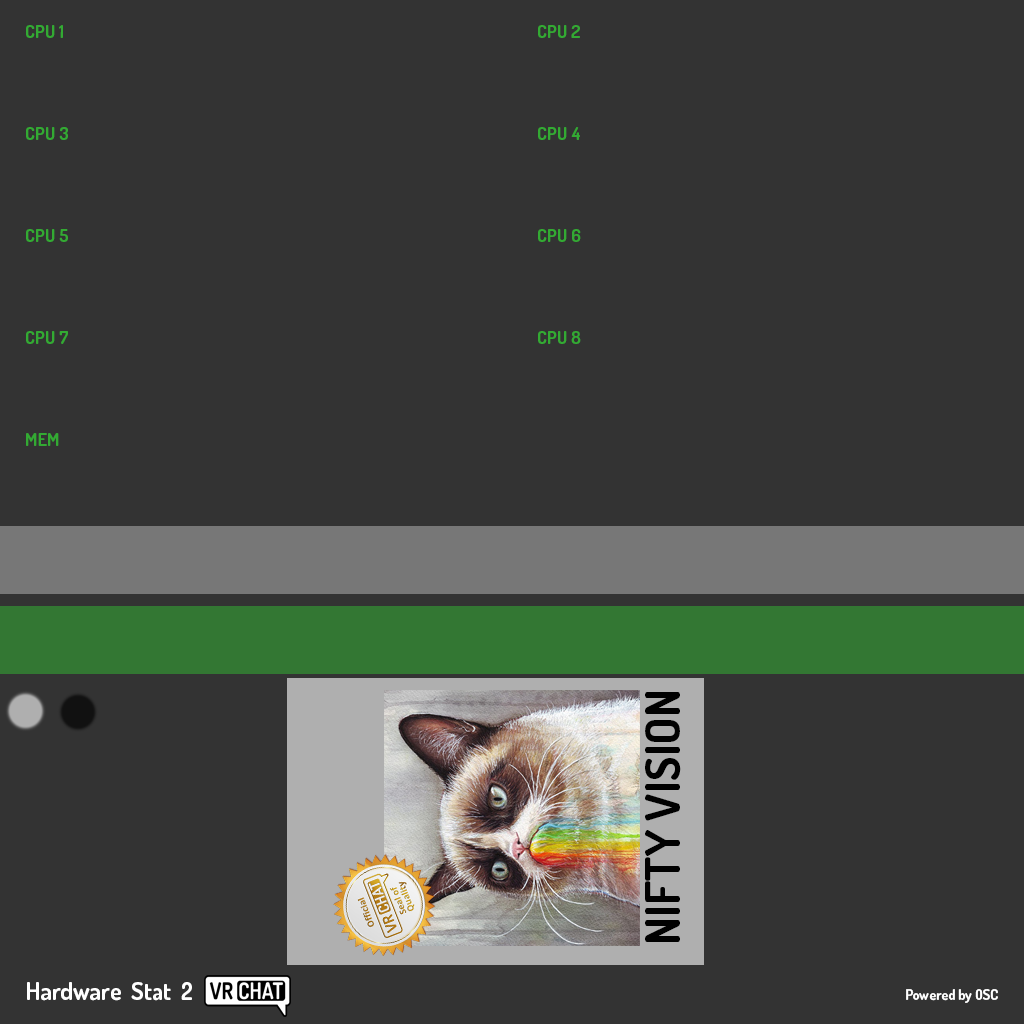 CPU 1
CPU 2
CPU 3
CPU 4
CPU 5
CPU 6
CPU 7
CPU 8
MEM
NIFTY VISION
Official
VRCHAT
Seal of
Quality
Hardware Stat 2
VRCHAT
Powered by OSC